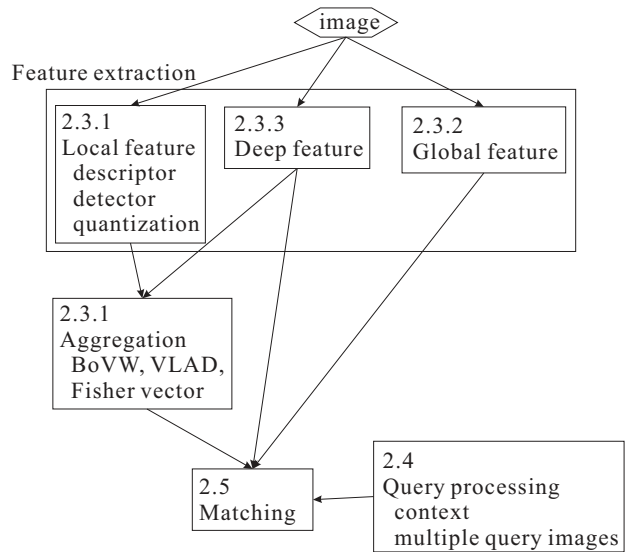 image
Feature extraction
2.3.1
Local feature
descriptor
detector
quantization
2.3.3
Deep feature
2.3.2
Global feature
2.3.1
Aggregation
BoVW, VLAD,
Fisher vector
2.5
Matching
2.4
Query processing
context
multiple query images